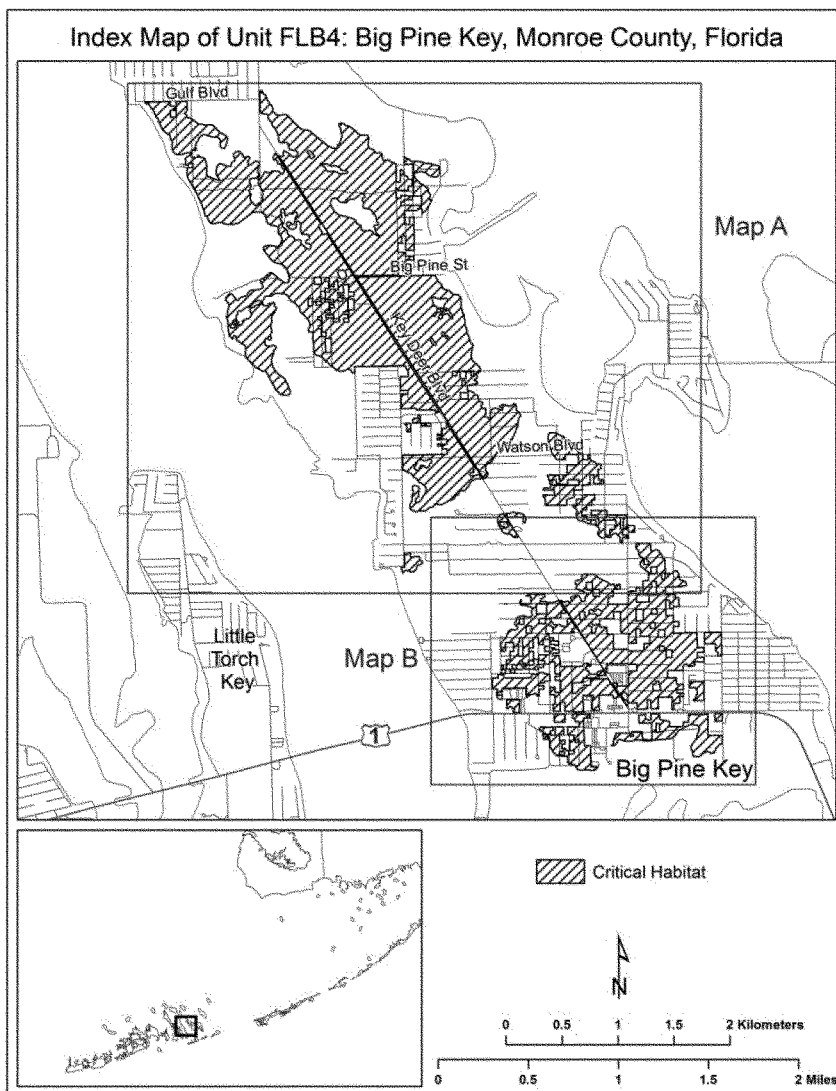 Index Map of Unit FLB4: Big Pine Key, Monroe County, Florida
Gulf Blvd
Map A
Big Pine St
Key Deer Blvd
Watson Blvd
Little
Torch
Key
Map B
1
Big Pine Key
Critical Habitat
N
0 0.5 1 1.5 2 Kilometers
0 0.5 1 1.5 2 Miles